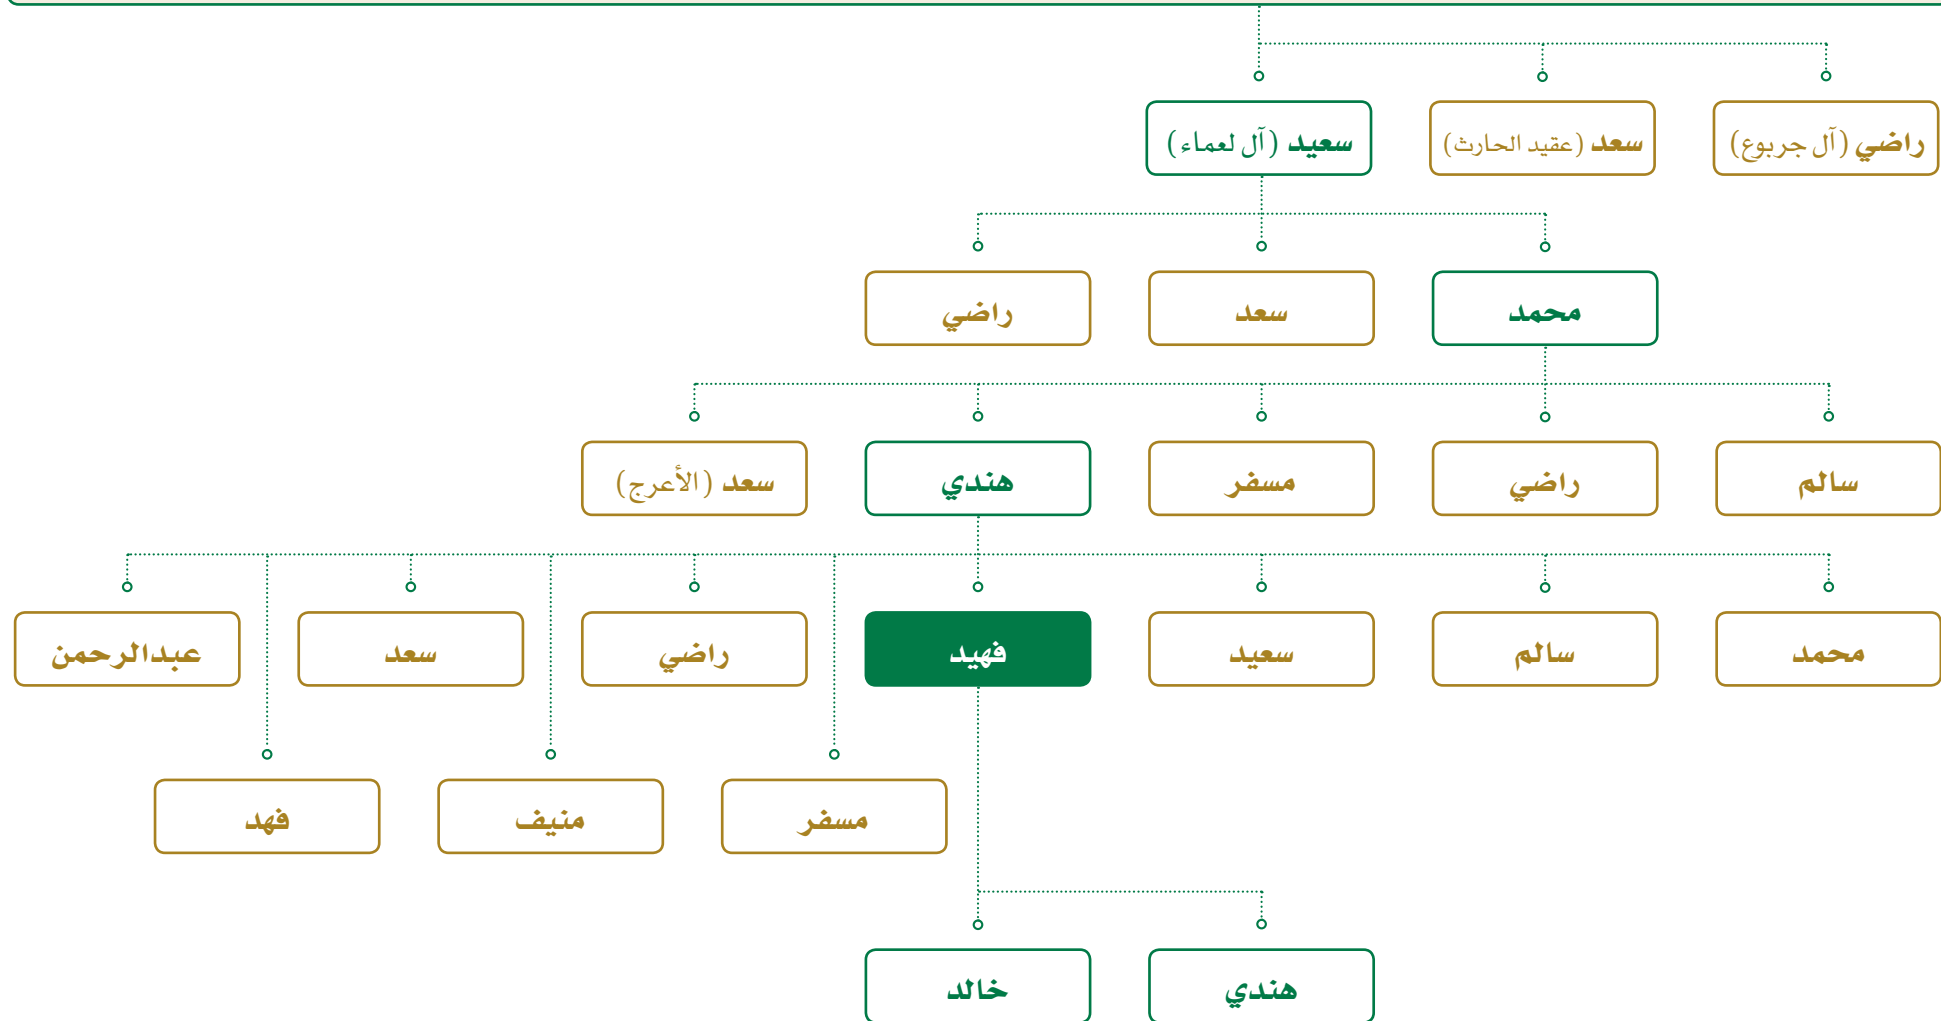 راضي (آل جربوع)
سعد (عقيد الحارث)
سعيد (آل لعماء)
محمد
سعد
راضي
سالم
راضي
مسفر
هندي
سعد (الأعرج)
محمد
سالم
سعيد
فهيد
راضي
سعد
عبدالرحمن
مسفر
منيف
فهد
هندي
خالد